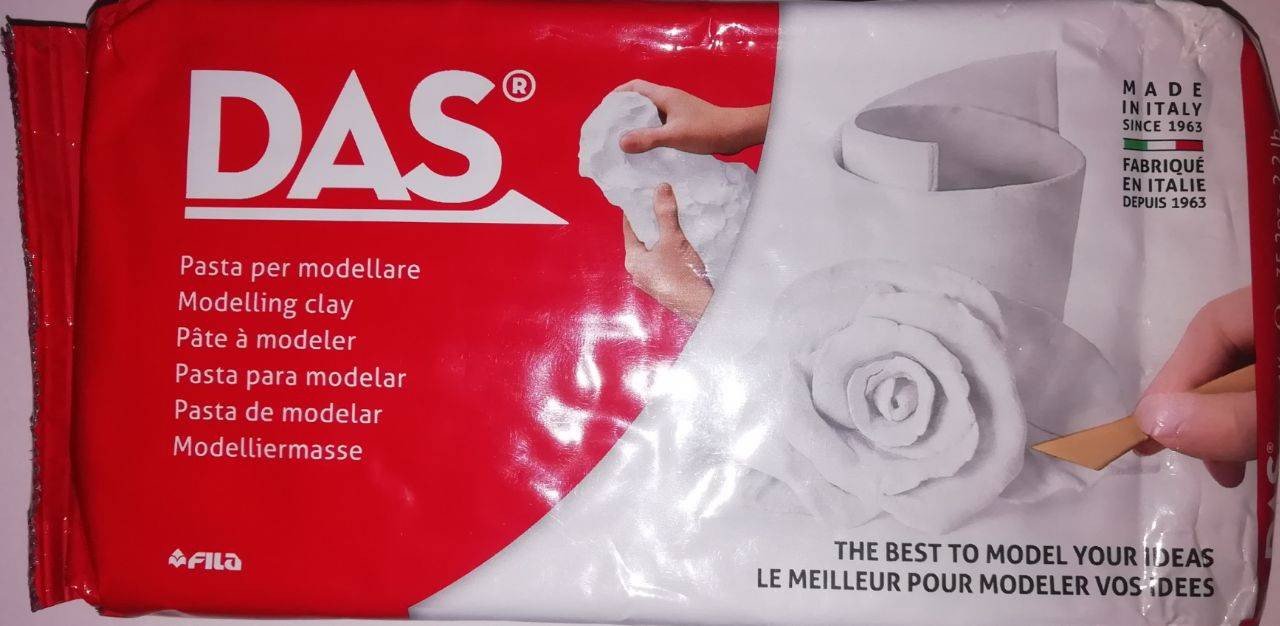 DAS®
Pasta per modellare
Modelling clay
Pâte à modeler
Pasta para modelar
Pasta de modelar
Modelliermasse
FILA
MADE
IN ITALY
SINCE 1963
FABRIQUÉ
EN ITALIE
DEPUIS 1963
THE BEST TO MODEL YOUR IDEAS
LE MEILLEUR POUR MODELER VOS IDEES
DAS®